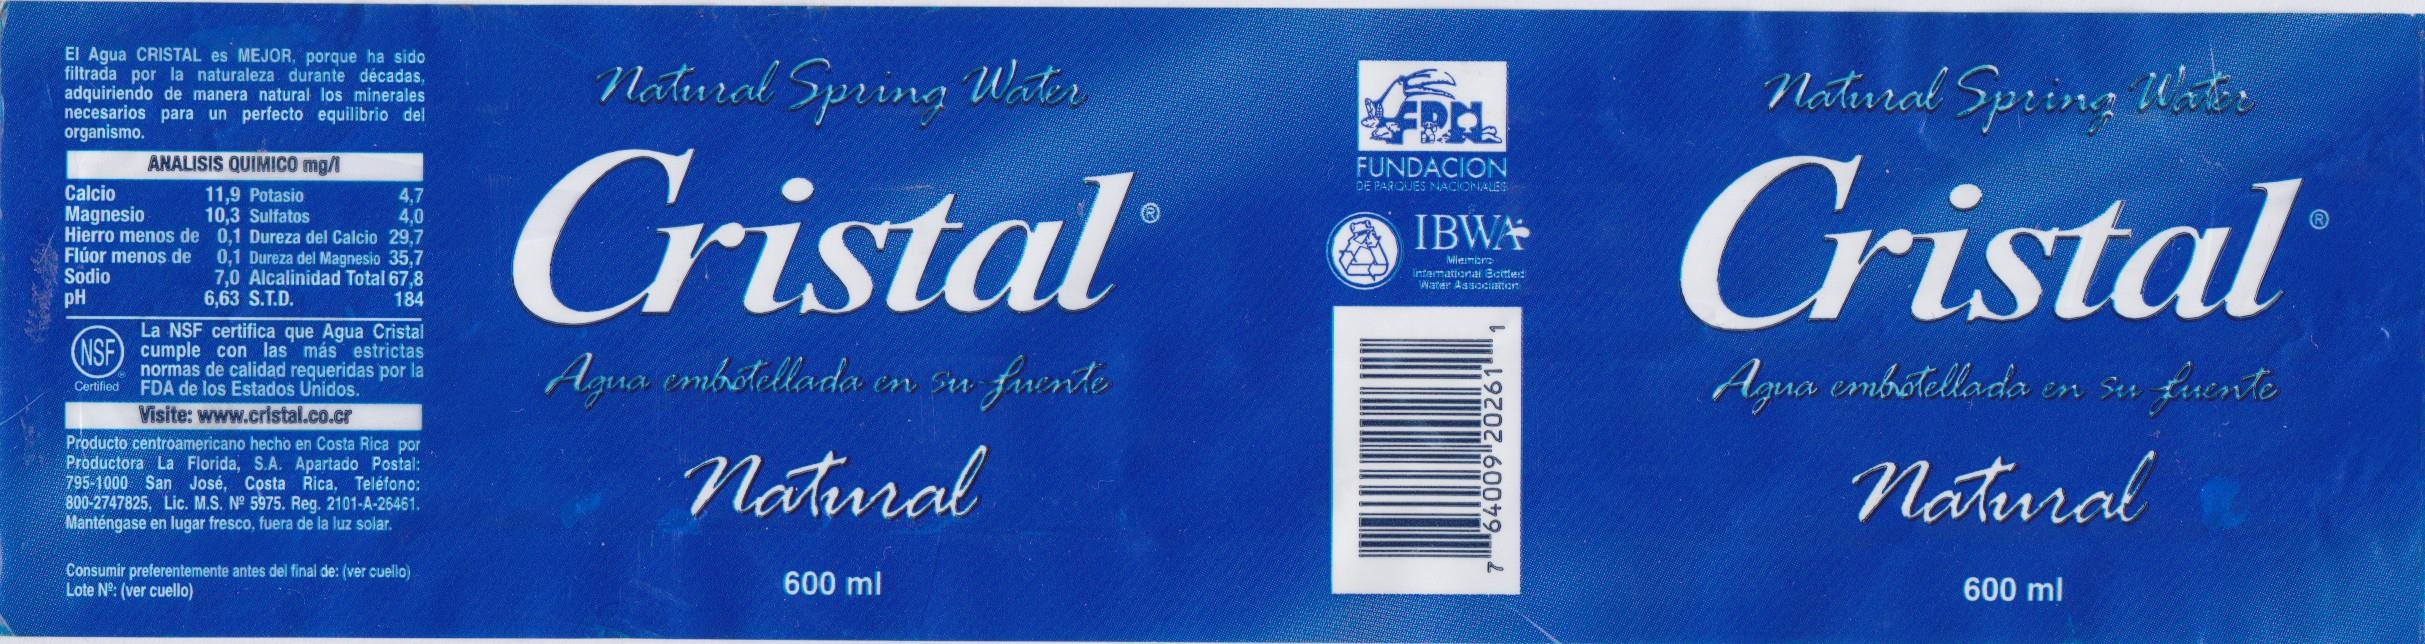 El Agua CRISTAL es MEJOR, porque ha sido
filtrada por la naturaleza durante décadas,
adquiriendo de manera natural los minerales
necesarios para un perfecto equilibrio del
organismo.
ANALISIS QUIMICO mg/l
Calcio 11,9 Potasio 4,7
Magnesio 10,3 Sulfatos 4,0
Hierro menos de 0,1 Dureza del Calcio 29,7
Flúor menos de 0,1 Dureza del Magnesio 35,7
Sodio 7,0 Alcalinidad Total 67,8
pH 6,63 S.T.D. 184
NSF
®
Certified
La NSF certifica que Agua Cristal
cumple con las más estrictas
normas de calidad requeridas por la
FDA de los Estados Unidos.
Visite: www.cristal.co.cr
Producto centroamericano hecho en Costa Rica por
Productora La Florida, S.A. Apartado Postal:
795-1000 San José, Costa Rica, Teléfono:
800-2747825, Lic. M.S. Nº 5975. Reg. 2101-A-26461.
Manténgase en lugar fresco, fuera de la luz solar.
Consumir preferentemente antes del final de: (ver cuello)
Lote Nº: (ver cuello)
Natural Spring Water
Cristal®
Agua embotellada en su fuente
Natural
600 ml
FPN
FUNDACION
DE PARQUES NACIONALES
IBWA
Miembro
International Bottled
Water Association
7 64009 20261 1
Natural Spring Water
Cristal®
Agua embotellada en su fuente
Natural
600 ml